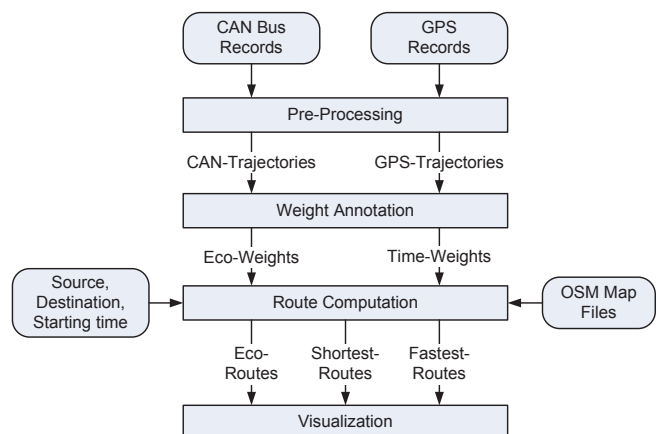 CAN Bus
Records
GPS
Records
Pre-Processing
CAN-Trajectories
GPS-Trajectories
Weight Annotation
Eco-Weights
Time-Weights
Source,
Destination,
Starting time
Route Computation
OSM Map
Files
Eco-
Routes
Shortest-
Routes
Fastest-
Routes
Visualization